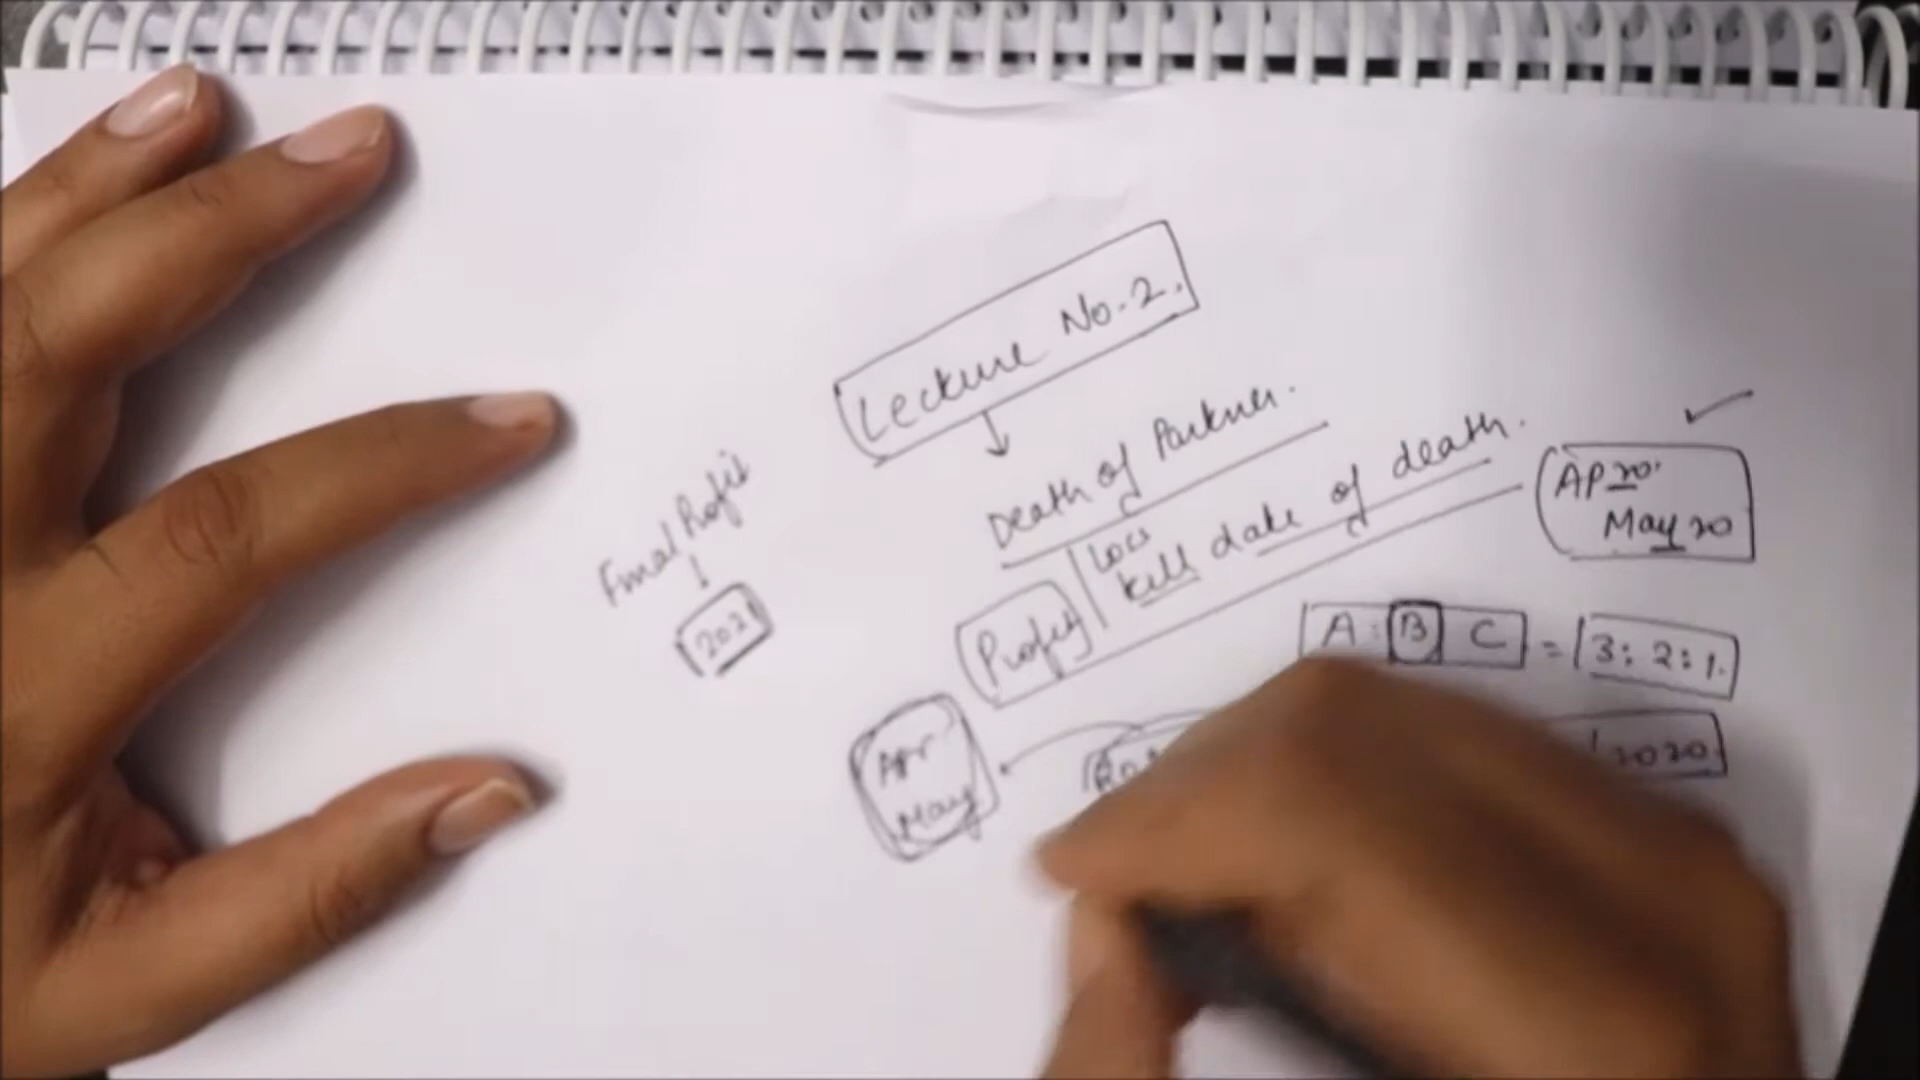 Lecture No. 2.
Death of Partner.
Profit | Loss
till date of death.
AP 20.
May 20
Final Profit
2021
A : B C = 3 : 2 : 1.
2020.
Apr
May